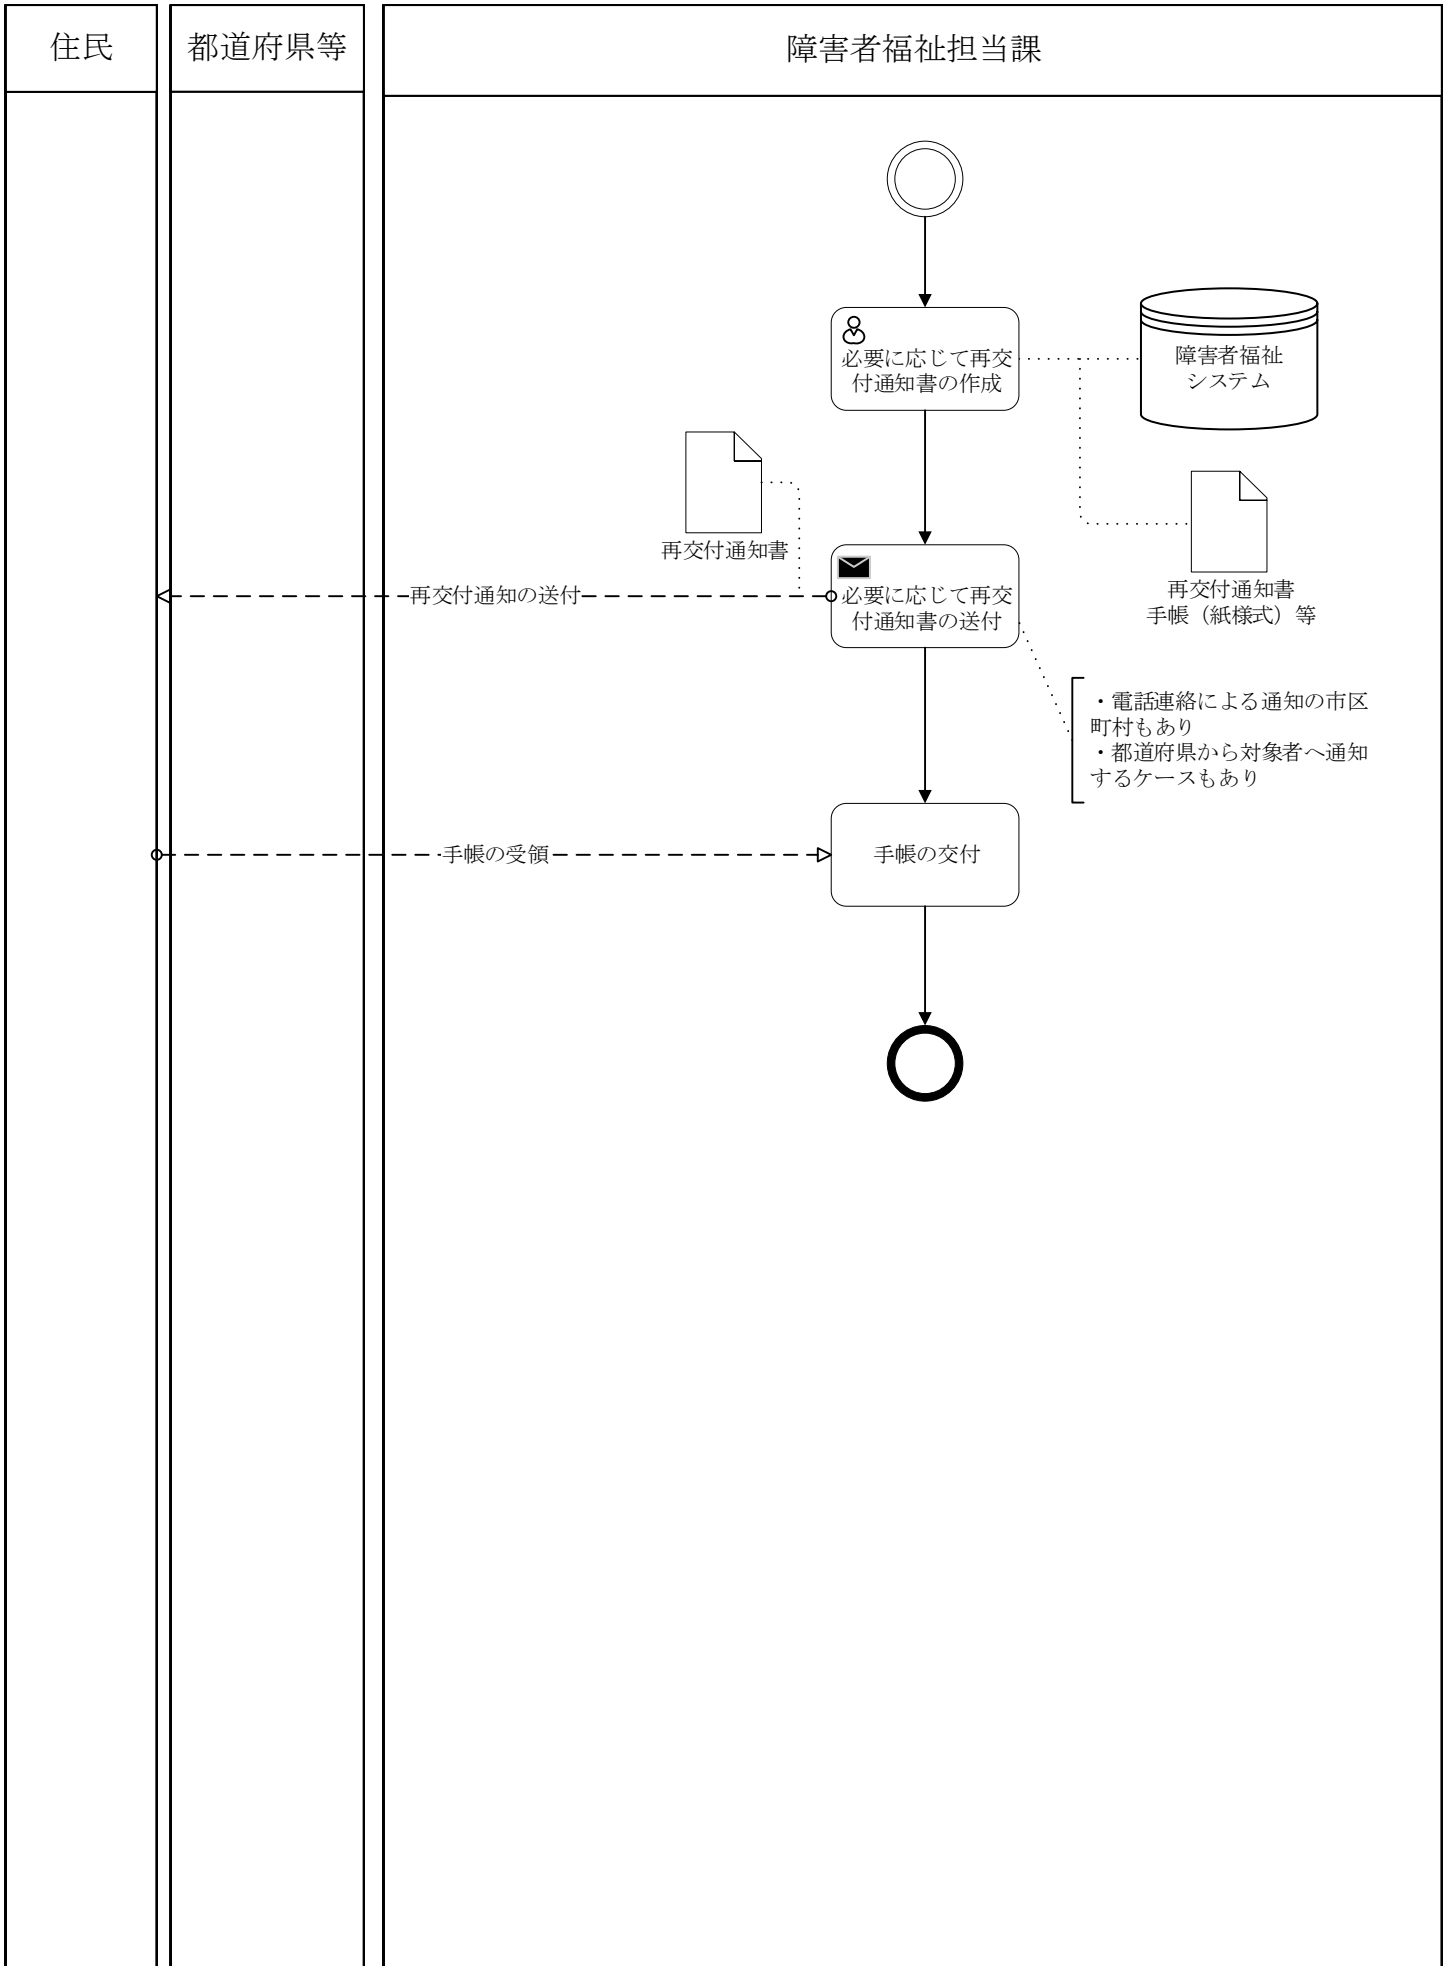 住民
都道府県等
障害者福祉担当課
必要に応じて再交
付通知書の作成
障害者福祉
システム
再交付通知書
再交付通知書
手帳（紙様式）等
再交付通知の送付
必要に応じて再交
付通知書の送付
・電話連絡による通知の市区
町村もあり
・都道府県から対象者へ通知
するケースもあり
手帳の受領
手帳の交付